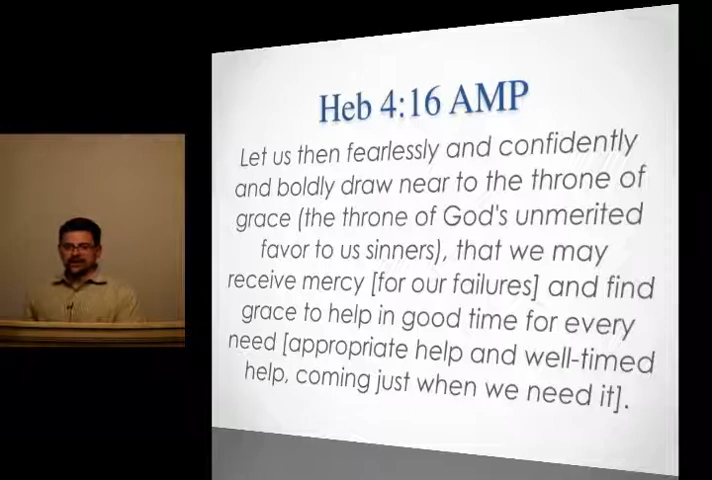 Heb 4:16 AMP
Let us then fearlessly and confidently
and boldly draw near to the throne of
grace (the throne of God's unmerited
favor to us sinners), that we may
receive mercy [for our failures] and find
grace to help in good time for every
need [appropriate help and well-timed
help, coming just when we need it].